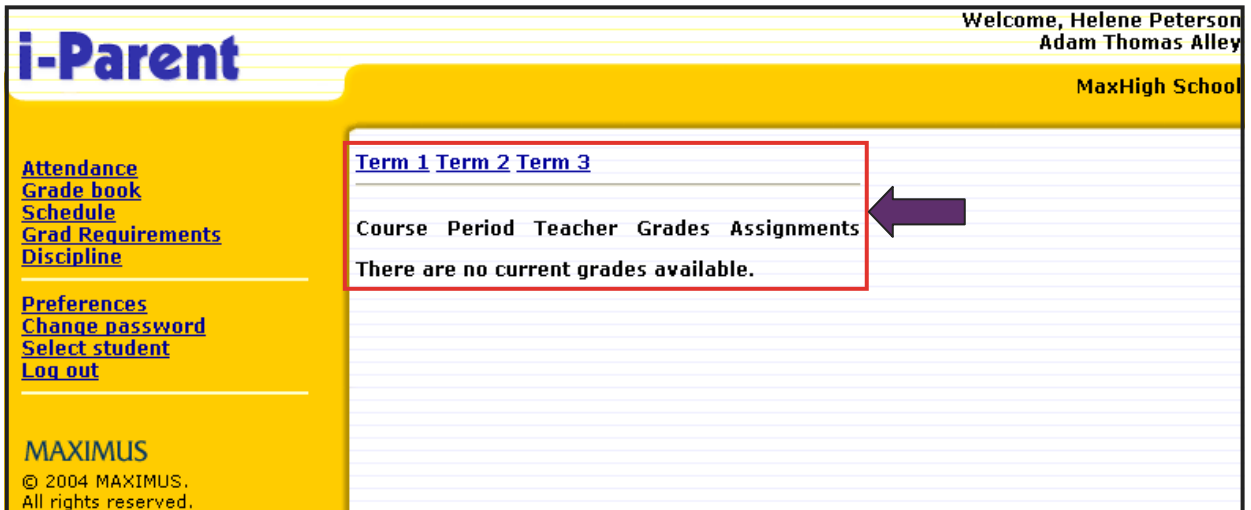 i-Parent
Welcome, Helene Peterson
Adam Thomas Alley
MaxHigh School
Attendance
Grade book
Schedule
Grad Requirements
Discipline
Preferences
Change password
Select student
Log out
MAXIMUS
© 2004 MAXIMUS.
All rights reserved.
Term 1 Term 2 Term 3
Course Period Teacher Grades Assignments
There are no current grades available.